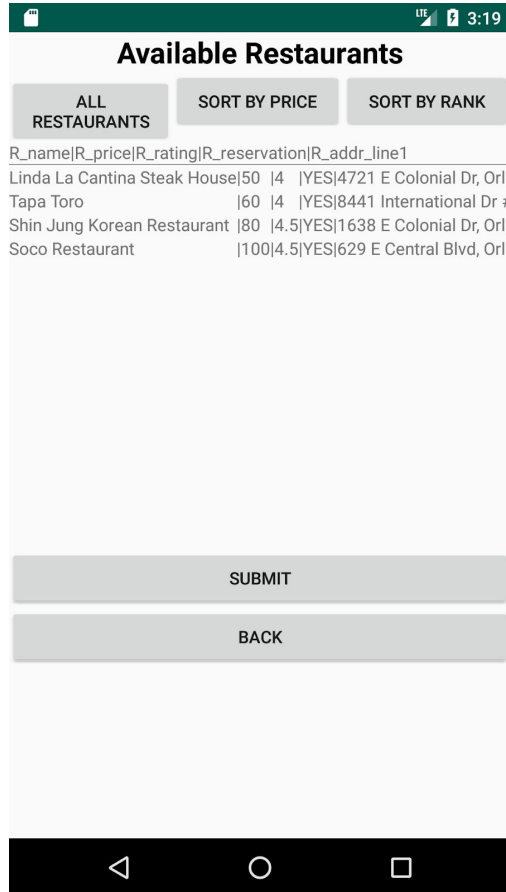 LTE 3:19
Available Restaurants
ALL
RESTAURANTS
SORT BY PRICE
SORT BY RANK
R_name|R_price|R_rating|R_reservation|R_addr_line1
Linda La Cantina Steak House|50 |4 |YES|4721 E Colonial Dr, Orl
Tapa Toro |60 |4 |YES|8441 International Dr #
Shin Jung Korean Restaurant |80 |4.5|YES|1638 E Colonial Dr, Orl
Soco Restaurant |100|4.5|YES|629 E Central Blvd, Orl
SUBMIT
BACK